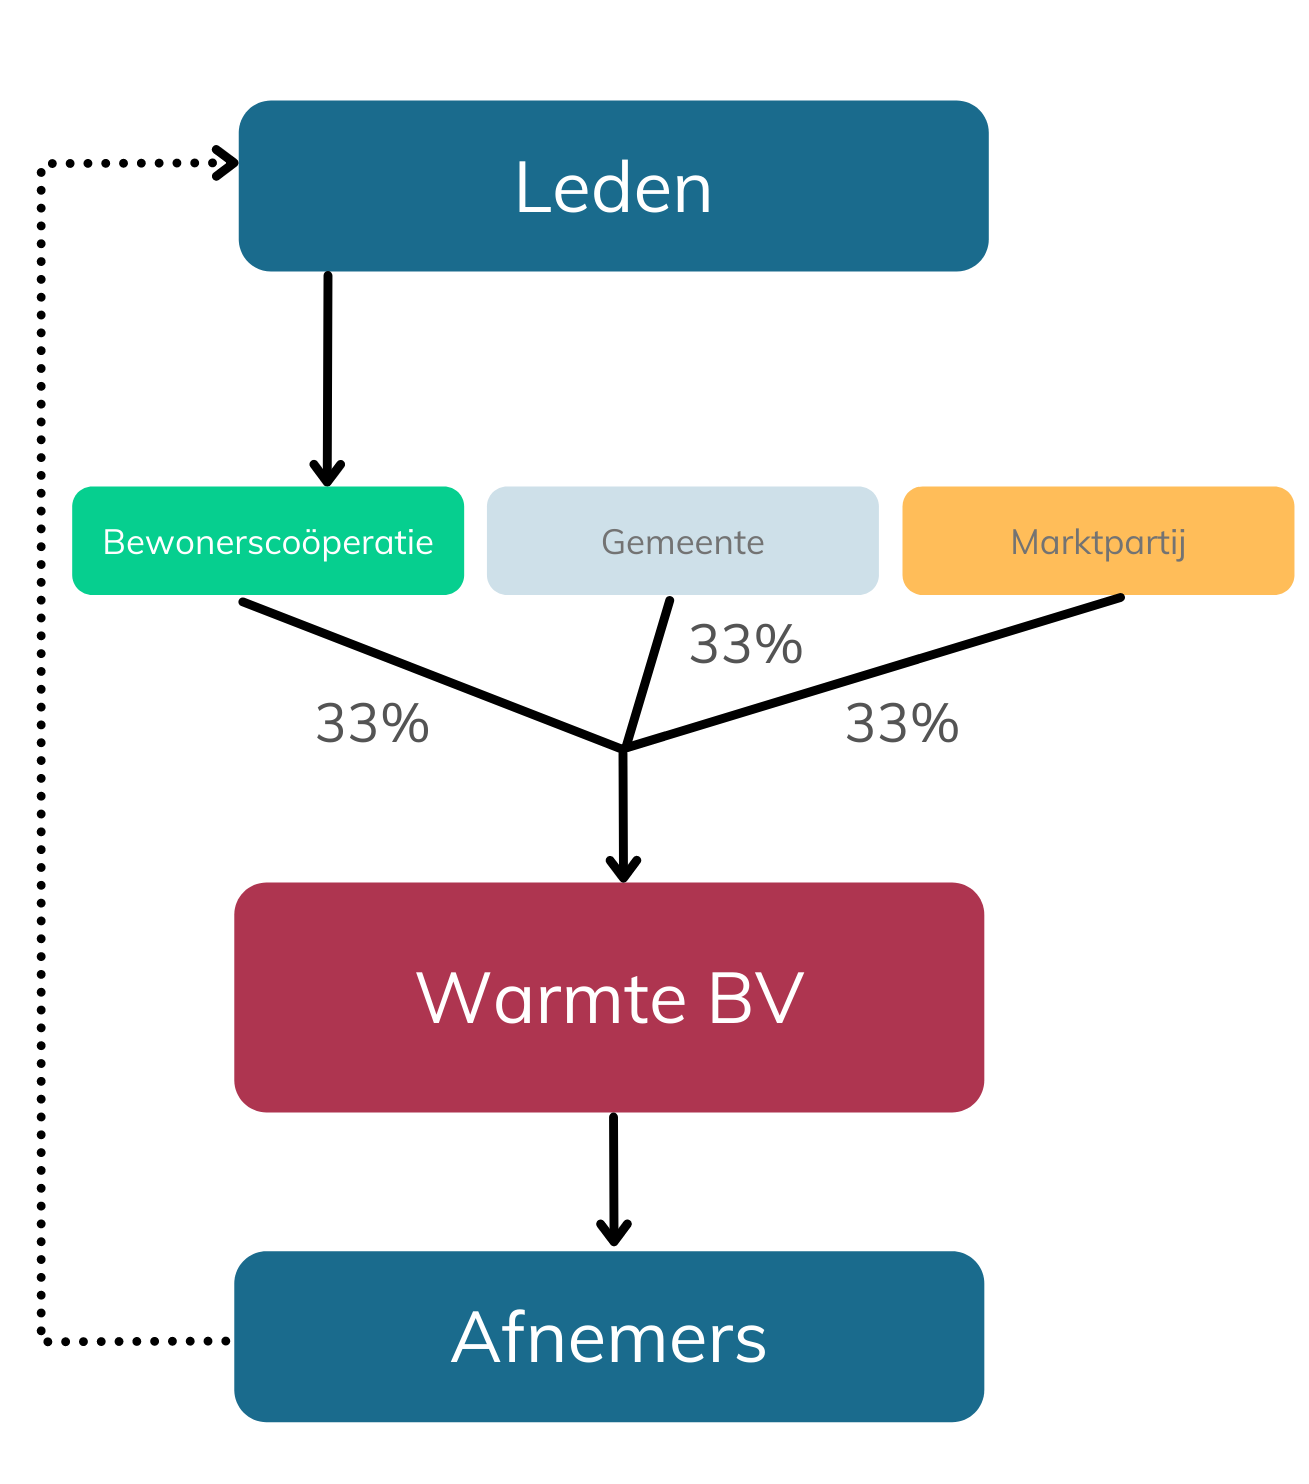 Leden
Bewonerscoöperatie
Gemeente
Marktpartij
33%
33%
33%
Warmte BV
Afnemers